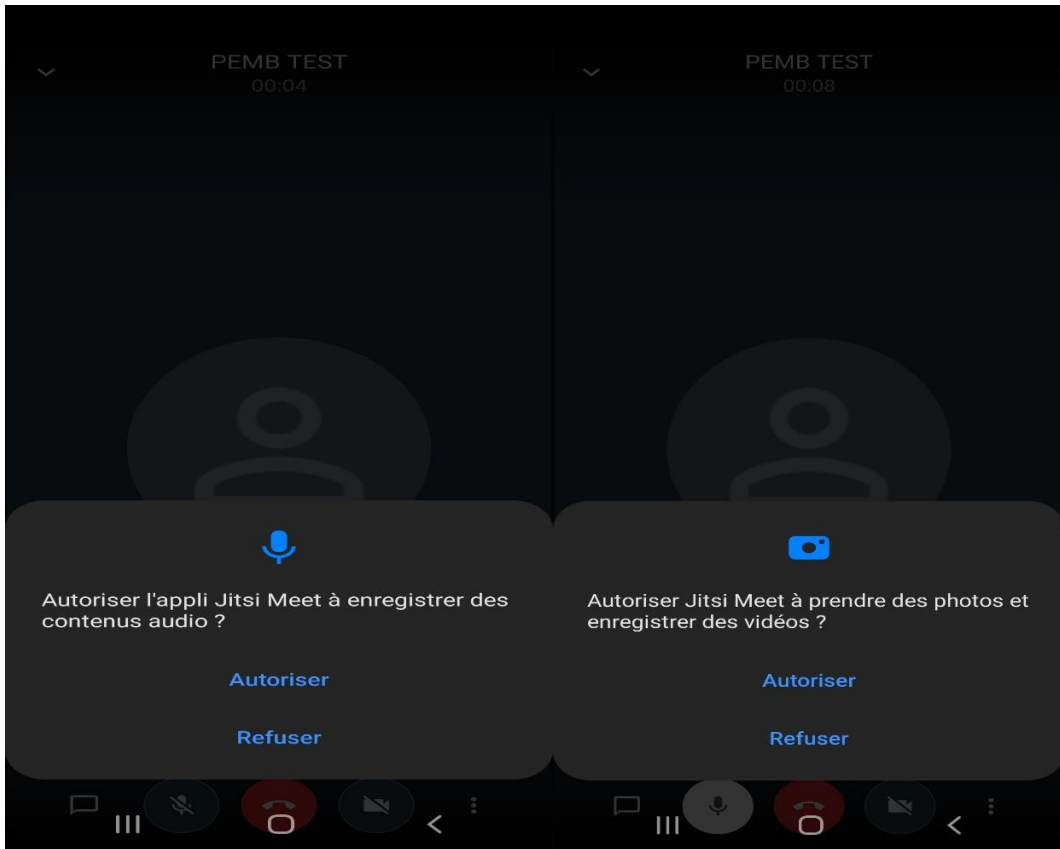 PEMB TEST
00:04
Autoriser l'appli Jitsi Meet à enregistrer des
contenus audio ?
Autoriser
Refuser
PEMB TEST
00:08
Autoriser Jitsi Meet à prendre des photos et
enregistrer des vidéos ?
Autoriser
Refuser